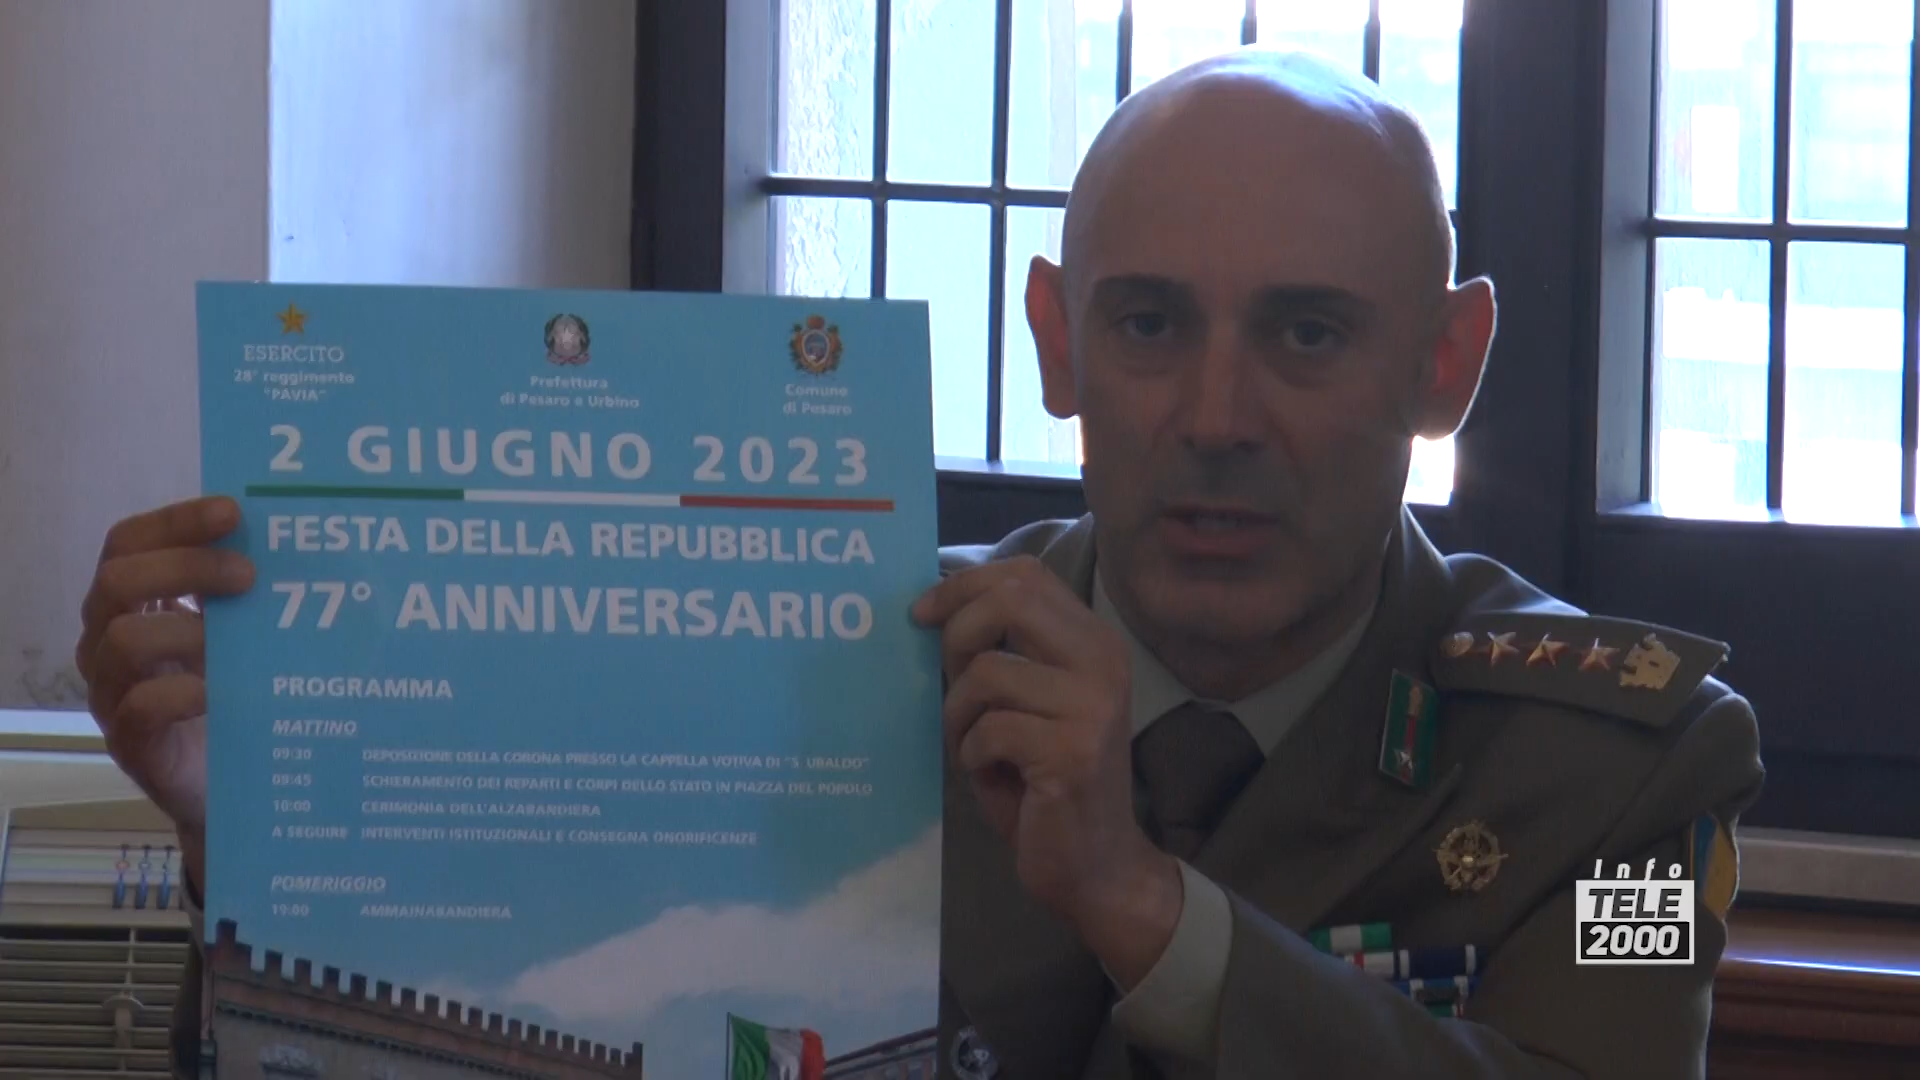 ESERCITO
28° reggimento
"PAVIA"
Prefettura
di Pesaro e Urbino
Comune
di Pesaro
2 GIUGNO 2023
FESTA DELLA REPUBBLICA
77° ANNIVERSARIO
PROGRAMMA
MATTINO
09:30 DEPOSIZIONE DELLA CORONA PRESSO LA CAPPELLA VOTIVA DI "S. UBALDO"
09:45 SCHIERAMENTO DEI REPARTI E CORPI DELLO STATO IN PIAZZA DEL POPOLO
10:00 CERIMONIA DELL'ALZABANDIERA
A SEGUIRE INTERVENTI ISTITUZIONALI E CONSEGNA ONORIFICENZE
POMERIGGIO
19:00 AMMAINABANDIERA
Info
TELE
2000